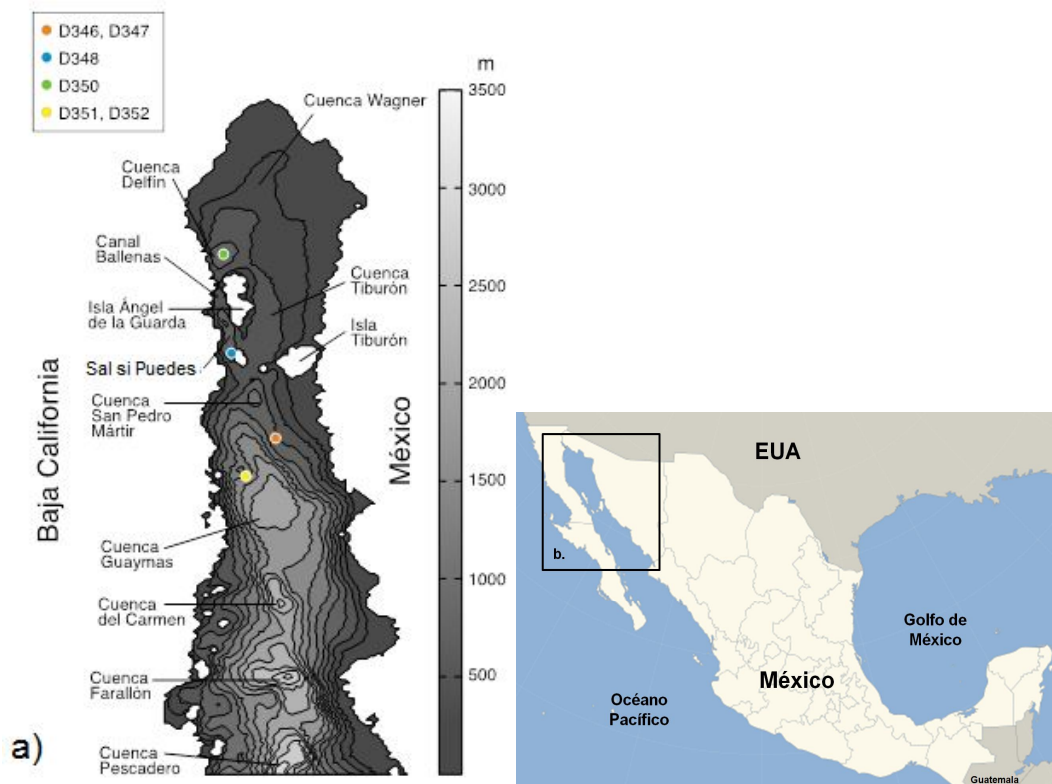 D346, D347
D348
D350
D351, D352
m
3500
3000
2500
2000
1500
1000
500
Cuenca Wagner
Cuenca
Delfín
Canal
Ballenas
Cuenca
Tiburón
Isla Ángel
de la Guarda
Isla
Tiburón
Sal si Puedes
Cuenca
San Pedro
Mártir
Baja California
México
Cuenca
Guaymas
Cuenca
del Carmen
Cuenca
Farallón
Cuenca
Pescadero
a)
EUA
b.
Golfo de
México
México
Océano
Pacífico
Guatemala